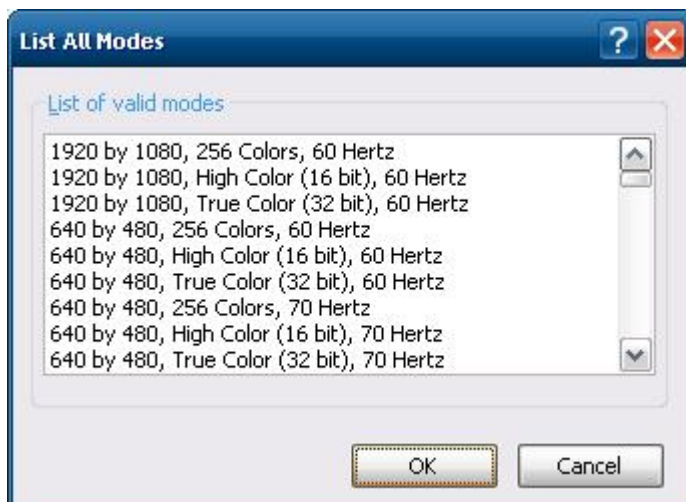 List All Modes
List of valid modes
1920 by 1080, 256 Colors, 60 Hertz
1920 by 1080, High Color (16 bit), 60 Hertz
1920 by 1080, True Color (32 bit), 60 Hertz
640 by 480, 256 Colors, 60 Hertz
640 by 480, High Color (16 bit), 60 Hertz
640 by 480, True Color (32 bit), 60 Hertz
640 by 480, 256 Colors, 70 Hertz
640 by 480, High Color (16 bit), 70 Hertz
640 by 480, True Color (32 bit), 70 Hertz
OK Cancel